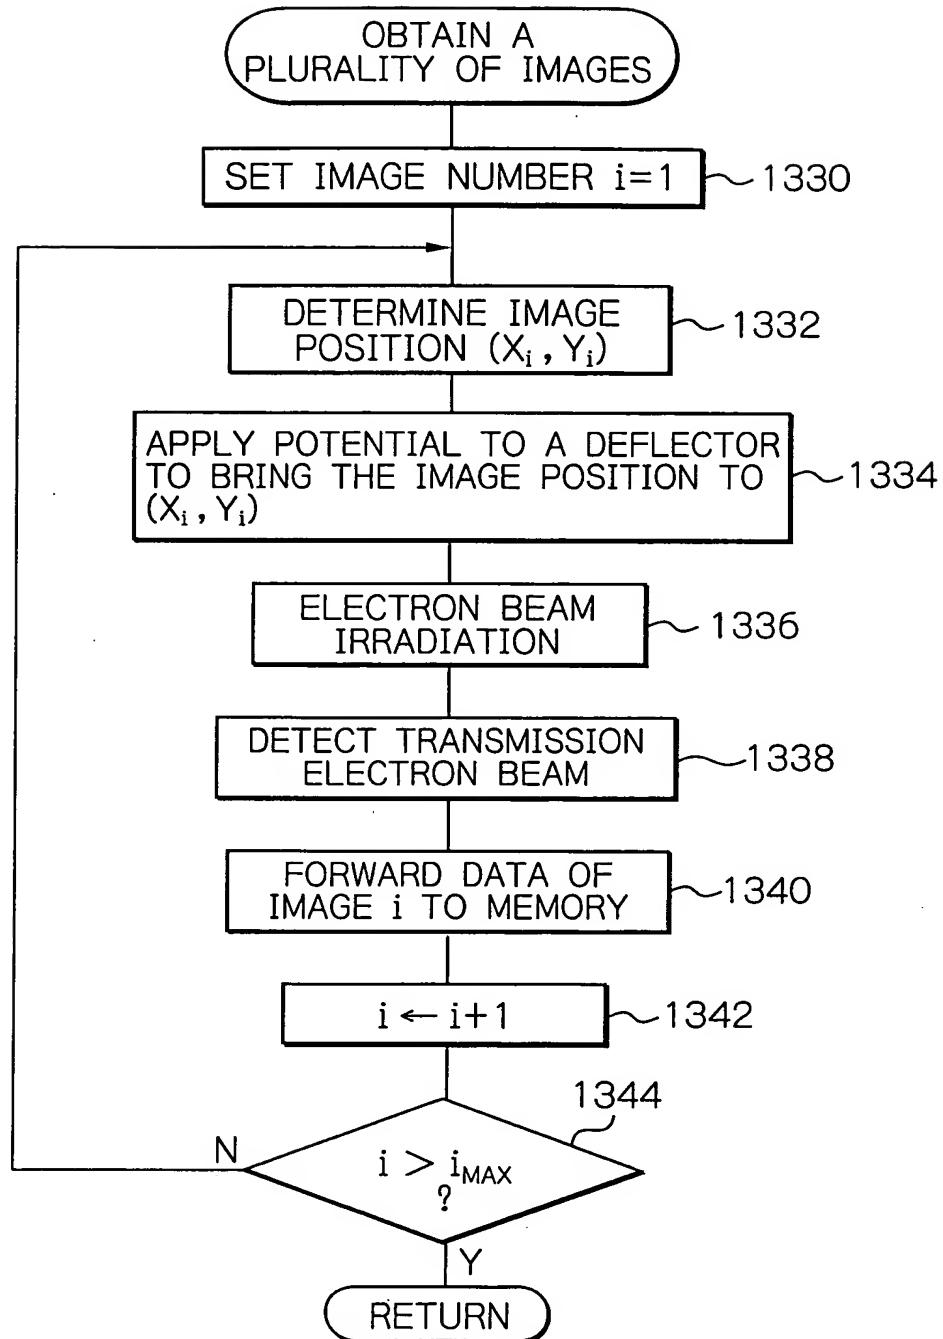 OBTAIN A
PLURALITY OF IMAGES
SET IMAGE NUMBER i=1
1330
DETERMINE IMAGE
POSITION (Xi, Yi)
1332
APPLY POTENTIAL TO A DEFLECTOR
TO BRING THE IMAGE POSITION TO
(Xi, Yi)
1334
ELECTRON BEAM
IRRADIATION
1336
DETECT TRANSMISSION
ELECTRON BEAM
1338
FORWARD DATA OF
IMAGE i TO MEMORY
1340
i ← i+1
1342
1344
N
i > iMAX
?
Y
RETURN